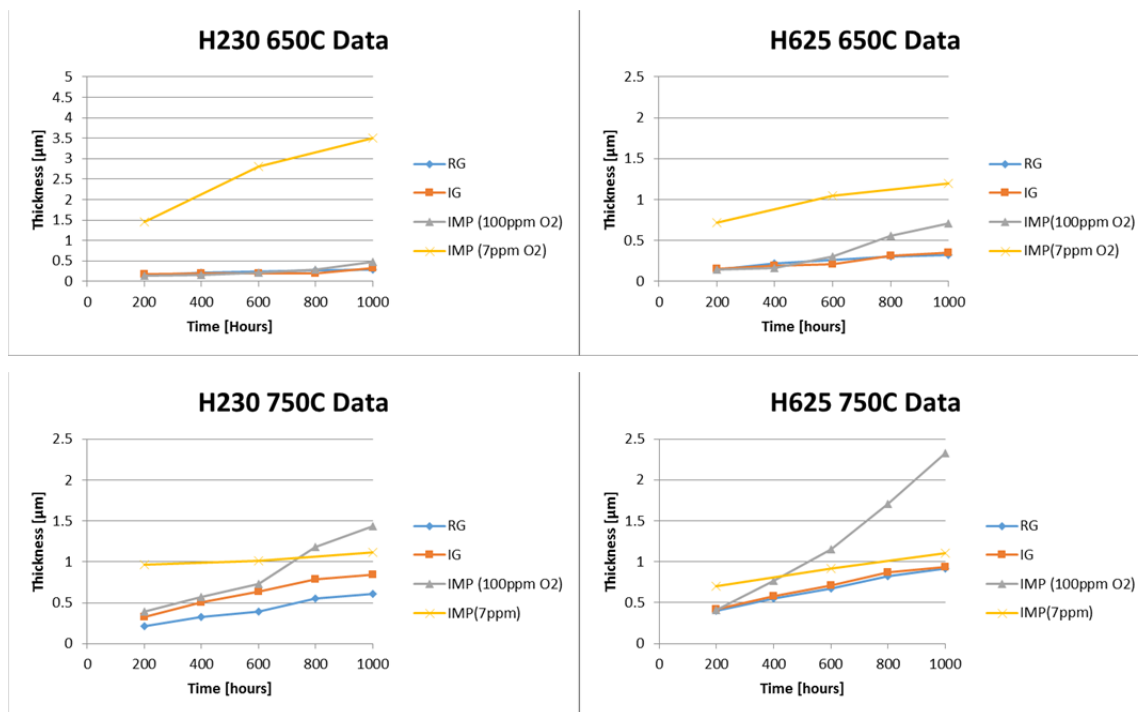 H230 650C Data
5
4.5
4
3.5
3
2.5
2
1.5
1
0.5
0
Thickness [µm]
0 200 400 600 800 1000
Time [Hours]
RG
IG
IMP (100ppm O2)
IMP (7ppm O2)
H625 650C Data
2.5
2
1.5
1
0.5
0
Thickness [µm]
0 200 400 600 800 1000
Time [Hours]
RG
IG
IMP(100ppm O2)
IMP(7ppm O2)
H230 750C Data
2.5
2
1.5
1
0.5
0
Thickness [µm]
0 200 400 600 800 1000
Time [hours]
RG
IG
IMP (100ppm O2)
IMP(7ppm)
H625 750C Data
2.5
2
1.5
1
0.5
0
Thickness [µm]
0 200 400 600 800 1000
Time [hours]
RG
IG
IMP (100ppm O2)
IMP(7ppm)